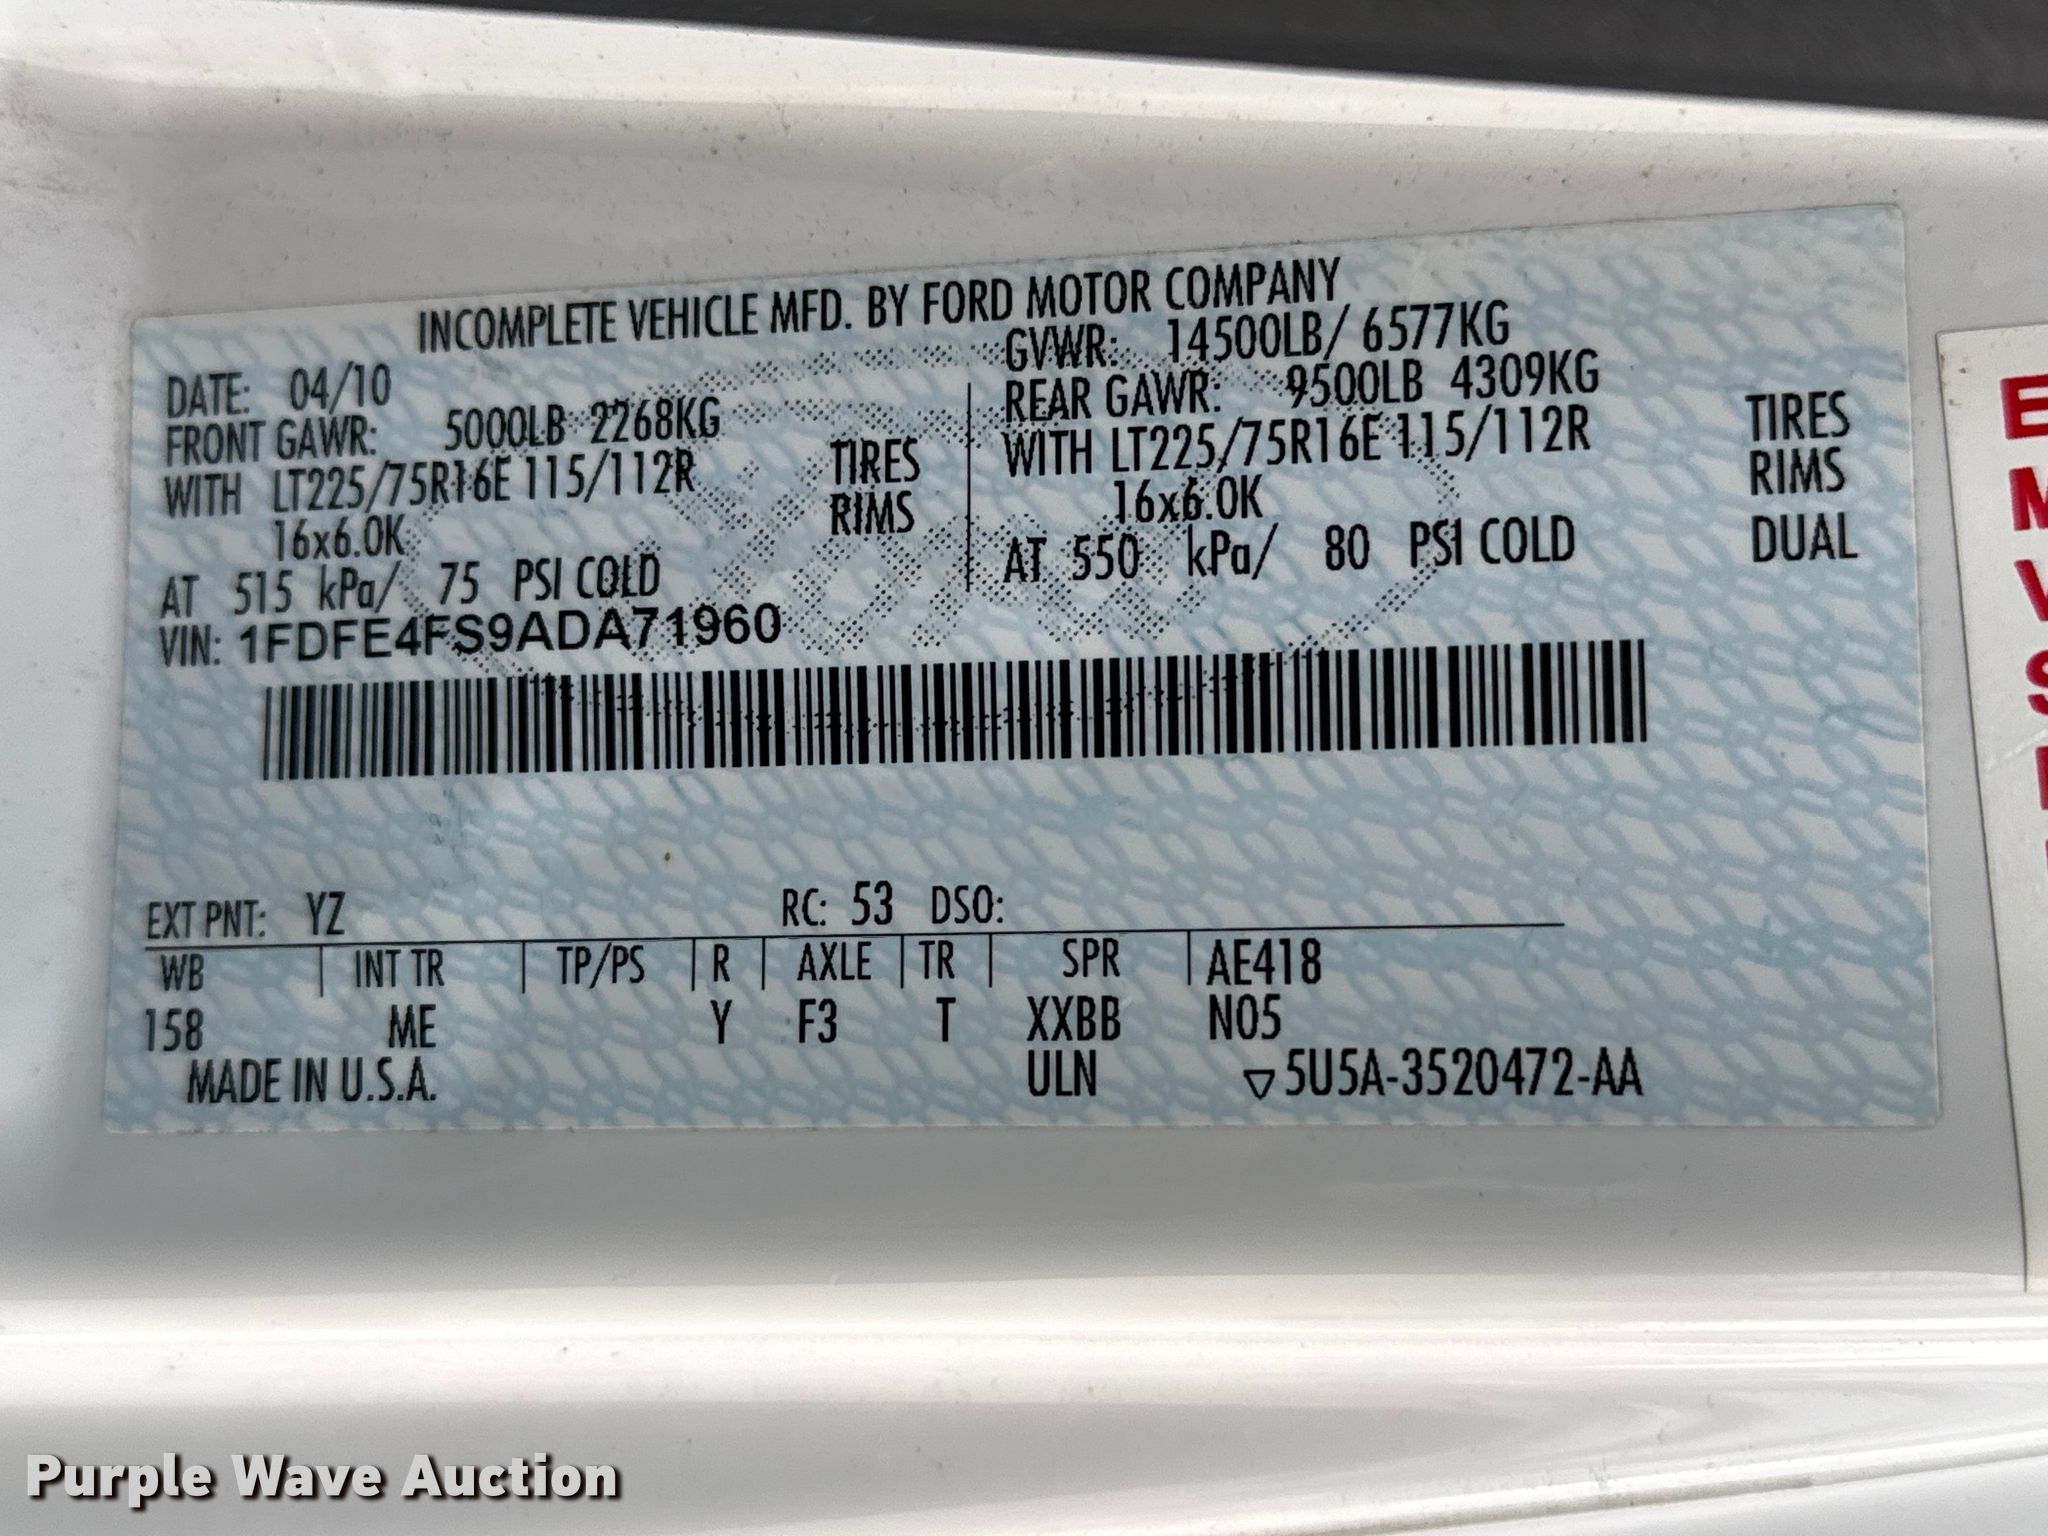 INCOMPLETE VEHICLE MFD. BY FORD MOTOR COMPANY
DATE: 04/10 GVWR: 14500LB/ 6577KG
FRONT GAWR: 5000LB 2268KG REAR GAWR: 9500LB 4309KG
WITH LT225/75R16E 115/112R TIRES WITH LT225/75R16E 115/112R TIRES
16x6.0K RIMS 16x6.0K RIMS
AT 515 kPa/ 75 PSI COLD AT 550 kPa/ 80 PSI COLD DUAL
VIN: 1FDFE4FS9ADA71960
EXT PNT: YZ RC: 53 DSO:
WB INT TR TP/PS R AXLE TR SPR AE418
158 ME Y F3 T XXBB N05
MADE IN U.S.A. ULN ▽5U5A-3520472-AA
Purple Wave Auction